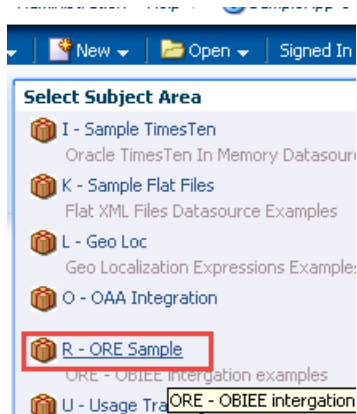 New Open Signed In
Select Subject Area
I - Sample TimesTen
Oracle TimesTen In Memory Datasour
K - Sample Flat Files
Flat XML Files Datasource Examples
L - Geo Loc
Geo Localization Expressions Examples
O - OAA Integration
R - ORE Sample
ORE - OBIEE intergation examples
U - Usage Tra
ORE - OBIEE intergation